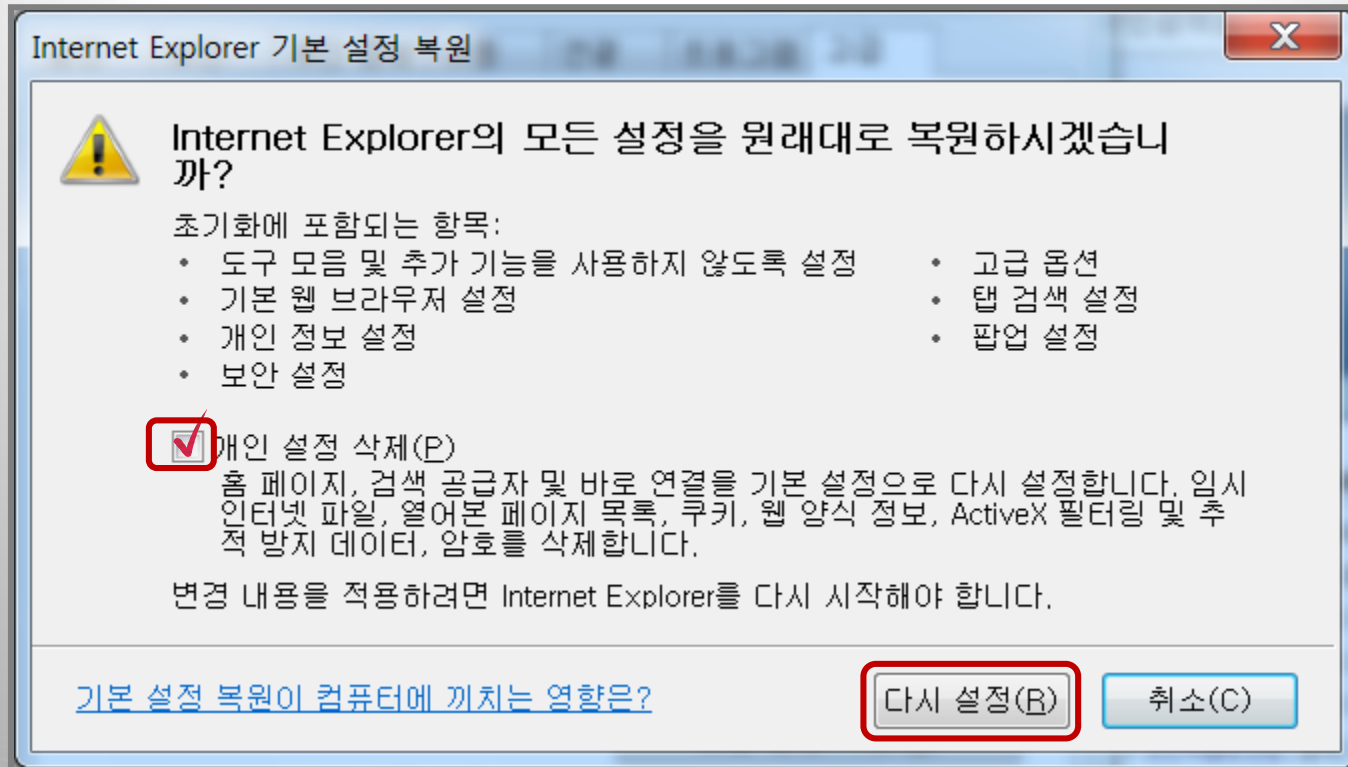 Internet Explorer 기본 설정 복원
Internet Explorer의 모든 설정을 원래대로 복원하시겠습니
까?
초기화에 포함되는 항목:
• 도구 모음 및 추가 기능을 사용하지 않도록 설정
• 기본 웹 브라우저 설정
• 개인 정보 설정
• 보안 설정
• 고급 옵션
• 탭 검색 설정
• 팝업 설정
개인 설정 삭제(P)
홈 페이지, 검색 공급자 및 바로 연결을 기본 설정으로 다시 설정합니다. 임시
인터넷 파일, 열어본 페이지 목록, 쿠키, 웹 양식 정보, ActiveX 필터링 및 추
적 방지 데이터, 암호를 삭제합니다.
변경 내용을 적용하려면 Internet Explorer를 다시 시작해야 합니다.
기본 설정 복원이 컴퓨터에 끼치는 영향은?
다시 설정(R)
취소(C)